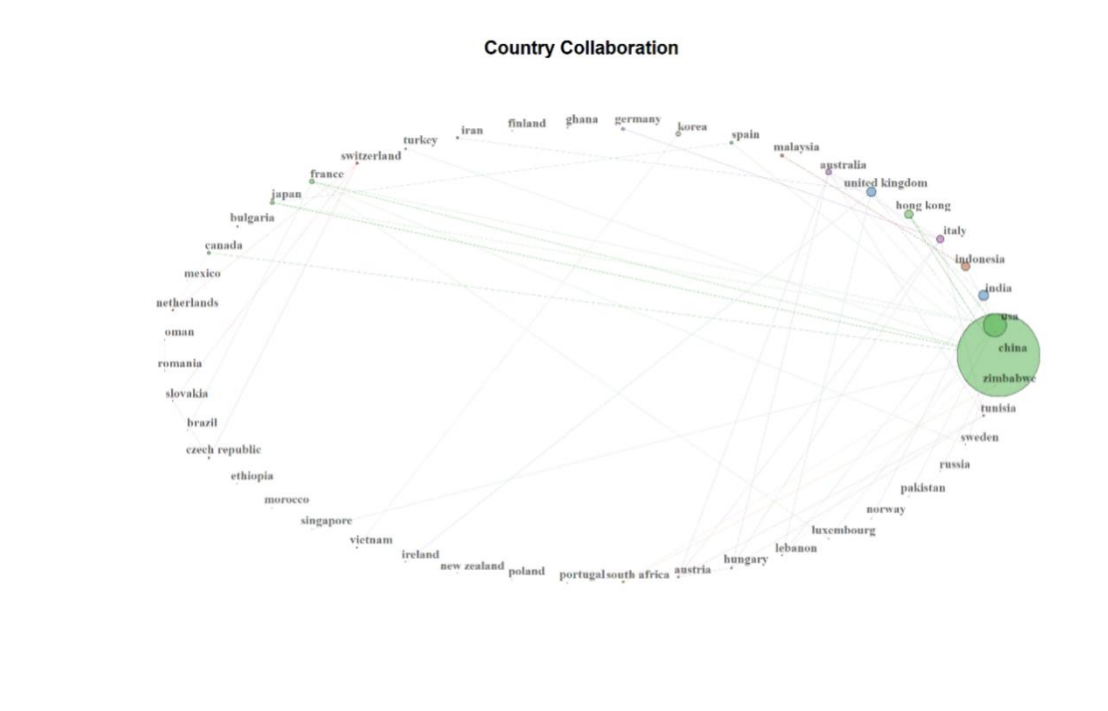 Country Collaboration
ghana
germany
finland
korea
iran
spain
turkey
malaysia
switzerland
australia
france
united kingdom
japan
hong kong
bulgaria
italy
canada
indonesia
mexico
india
netherlands
usa
oman
china
romania
zimbabwe
slovakia
tunisia
brazil
sweden
czech republic
russia
ethiopia
pakistan
morocco
norway
singapore
luxembourg
vietnam
lebanon
ireland
hungary
new zealand
poland
portugal
south africa
austria